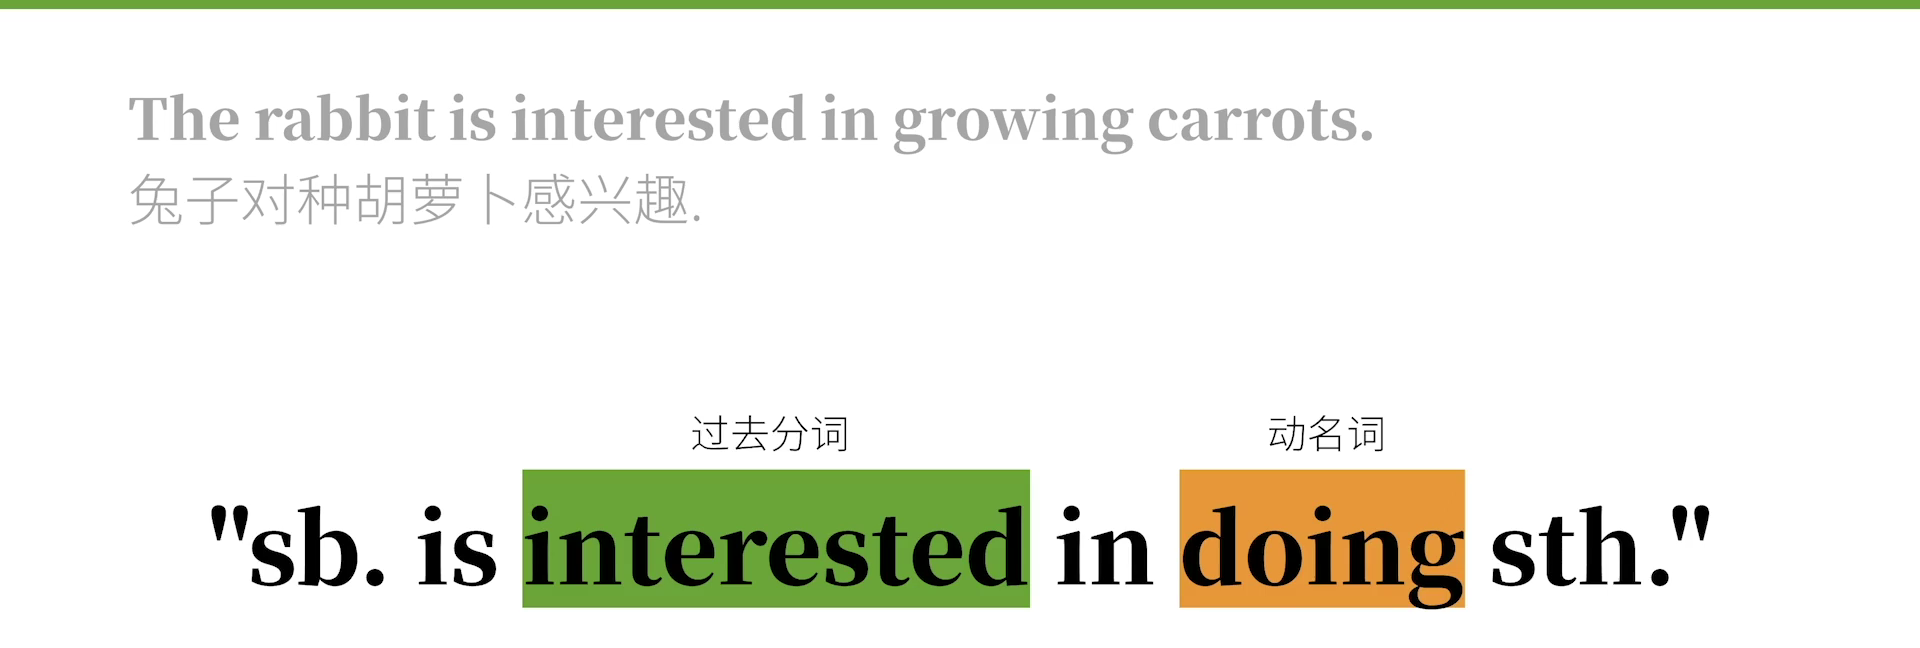 The rabbit is interested in growing carrots.
兔子对种胡萝卜感兴趣.
过去分词 动名词
"sb. is interested in doing sth."